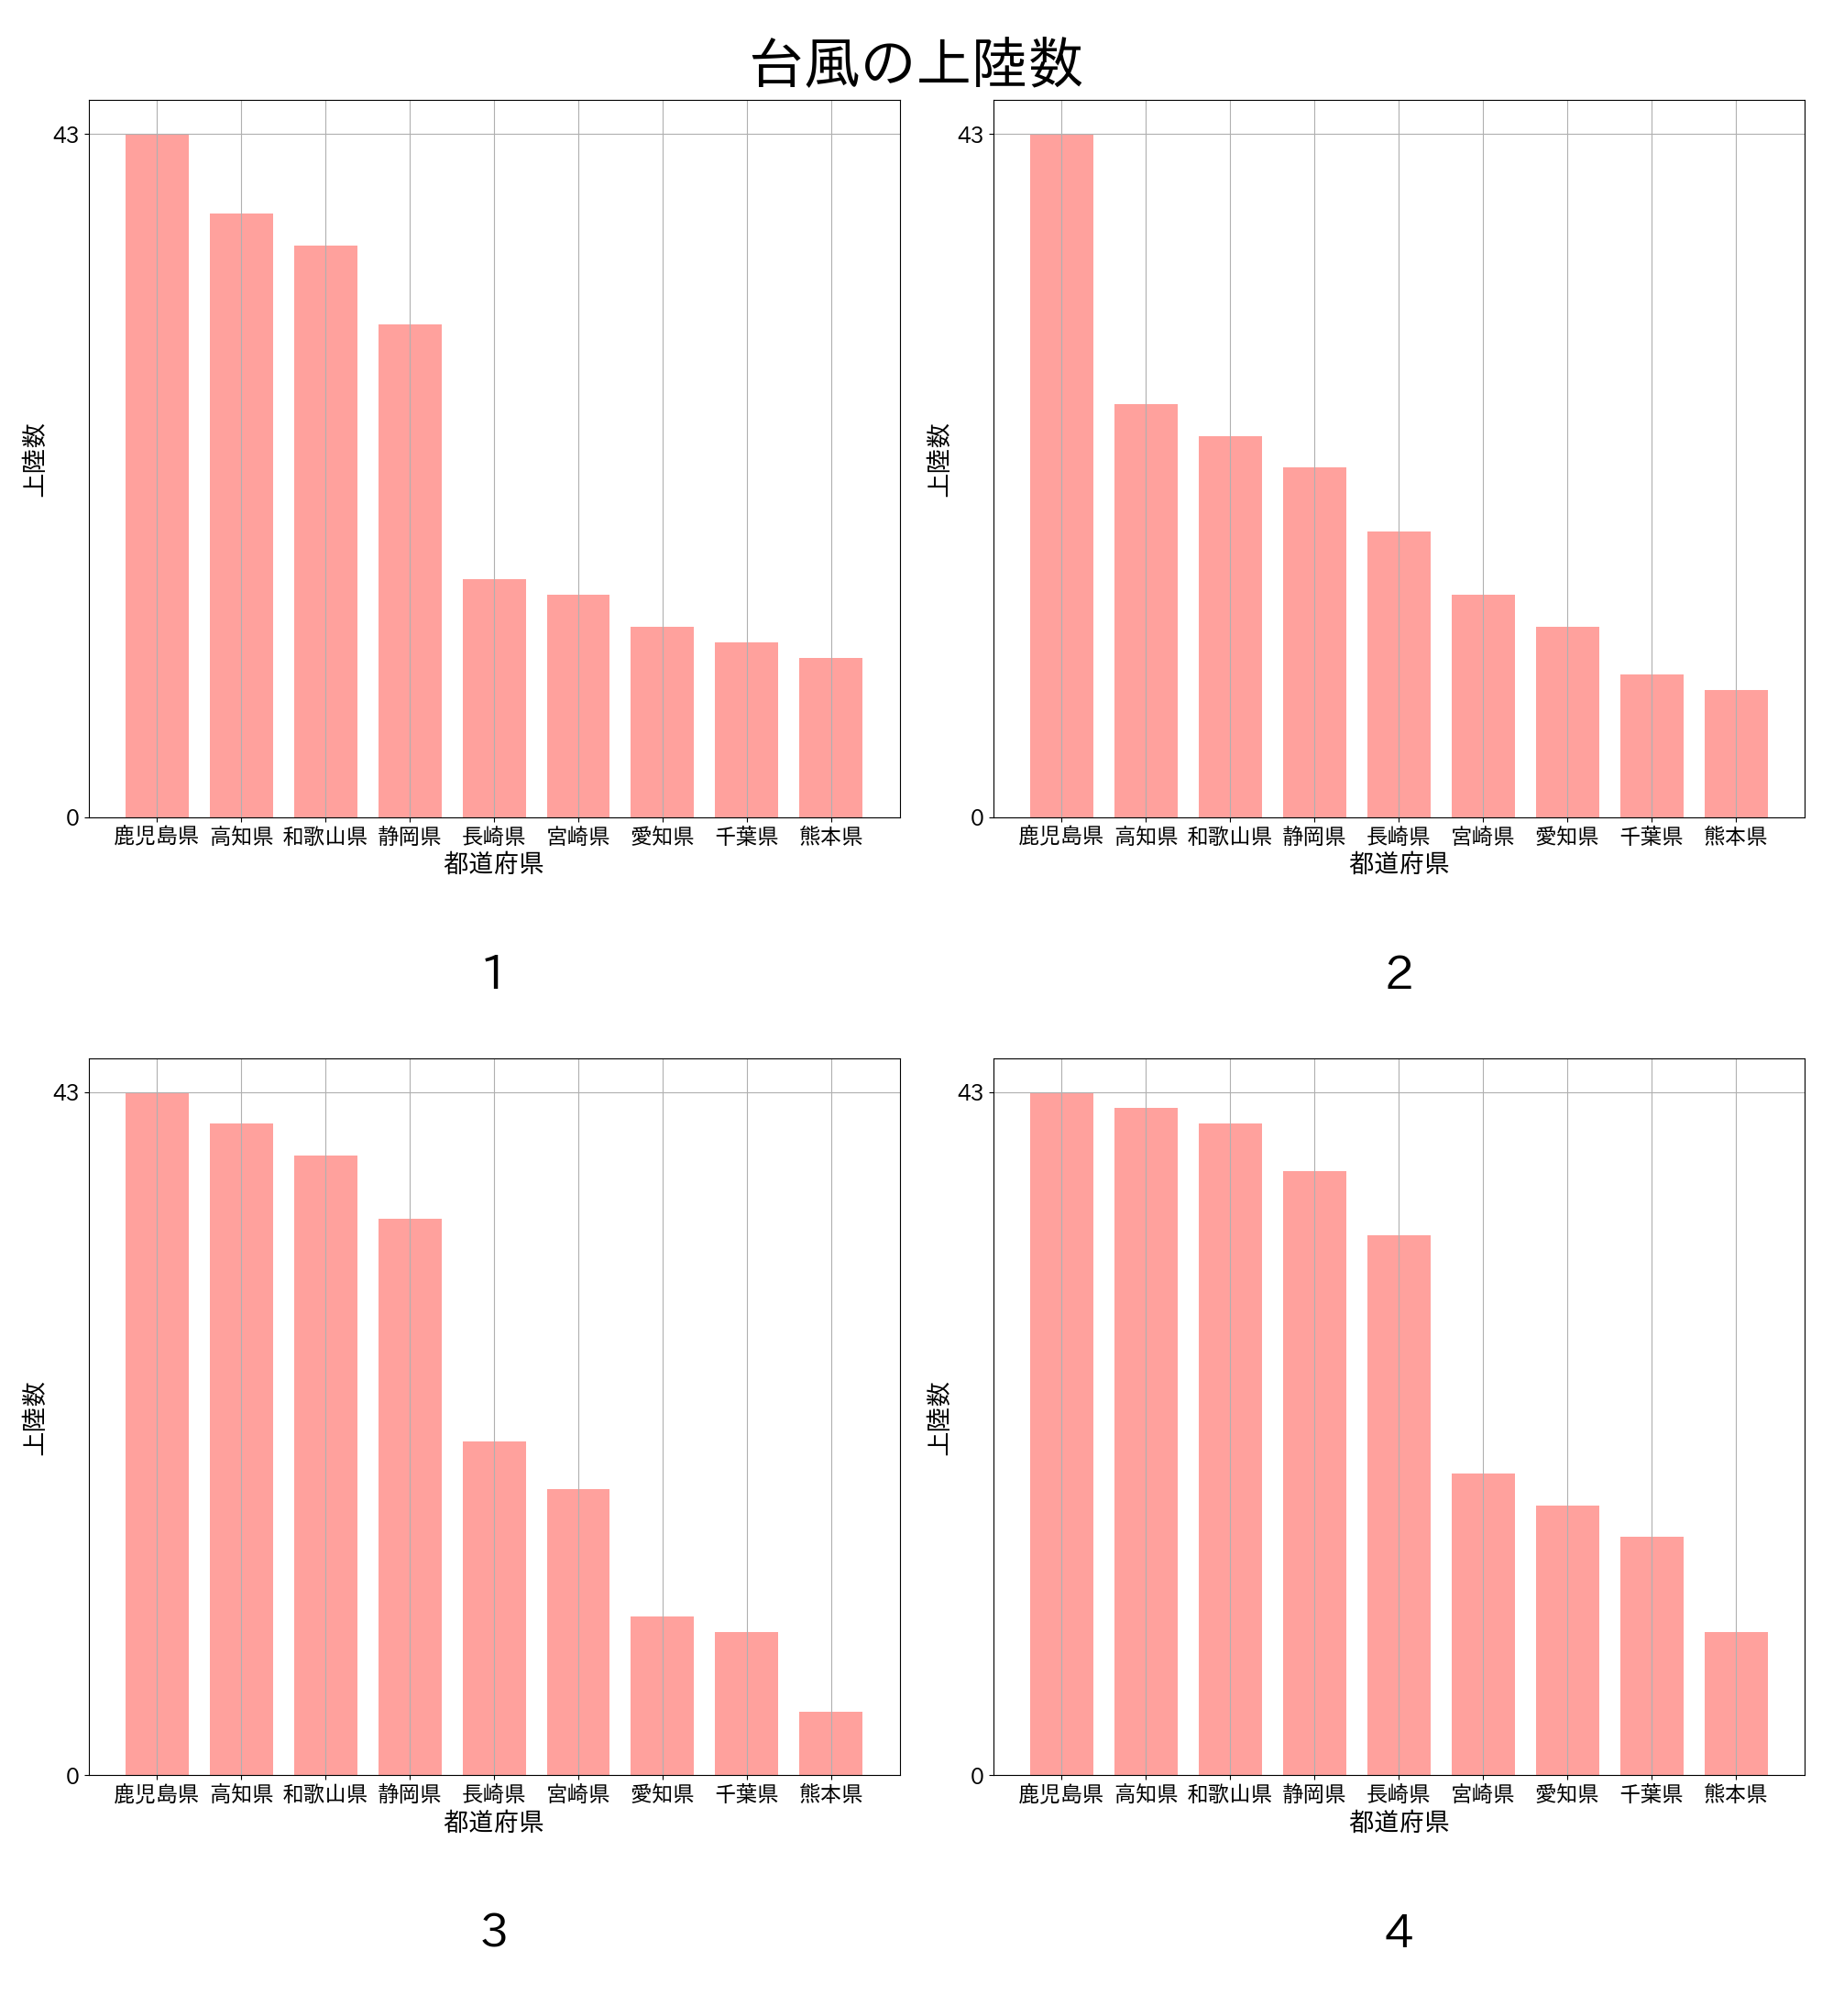 台風の上陸数
43
0
上陸数
鹿児島県 高知県 和歌山県 静岡県 長崎県 宮崎県 愛知県 千葉県 熊本県
都道府県
1
43
0
上陸数
鹿児島県 高知県 和歌山県 静岡県 長崎県 宮崎県 愛知県 千葉県 熊本県
都道府県
2
43
0
上陸数
鹿児島県 高知県 和歌山県 静岡県 長崎県 宮崎県 愛知県 千葉県 熊本県
都道府県
3
43
0
上陸数
鹿児島県 高知県 和歌山県 静岡県 長崎県 宮崎県 愛知県 千葉県 熊本県
都道府県
4